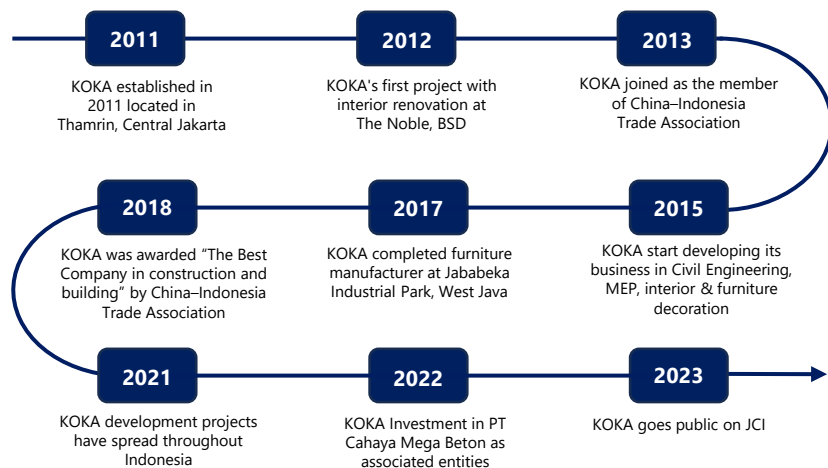 2011
KOKA established in
2011 located in
Thamrin, Central Jakarta
2012
KOKA's first project with
interior renovation at
The Noble, BSD
2013
KOKA joined as the member
of China–Indonesia
Trade Association
2015
KOKA start developing its
business in Civil Engineering,
MEP, interior & furniture
decoration
2017
KOKA completed furniture
manufacturer at Jababeka
Industrial Park, West Java
2018
KOKA was awarded “The Best
Company in construction and
building” by China–Indonesia
Trade Association
2021
KOKA development projects
have spread throughout
Indonesia
2022
KOKA Investment in PT
Cahaya Mega Beton as
associated entities
2023
KOKA goes public on JCI